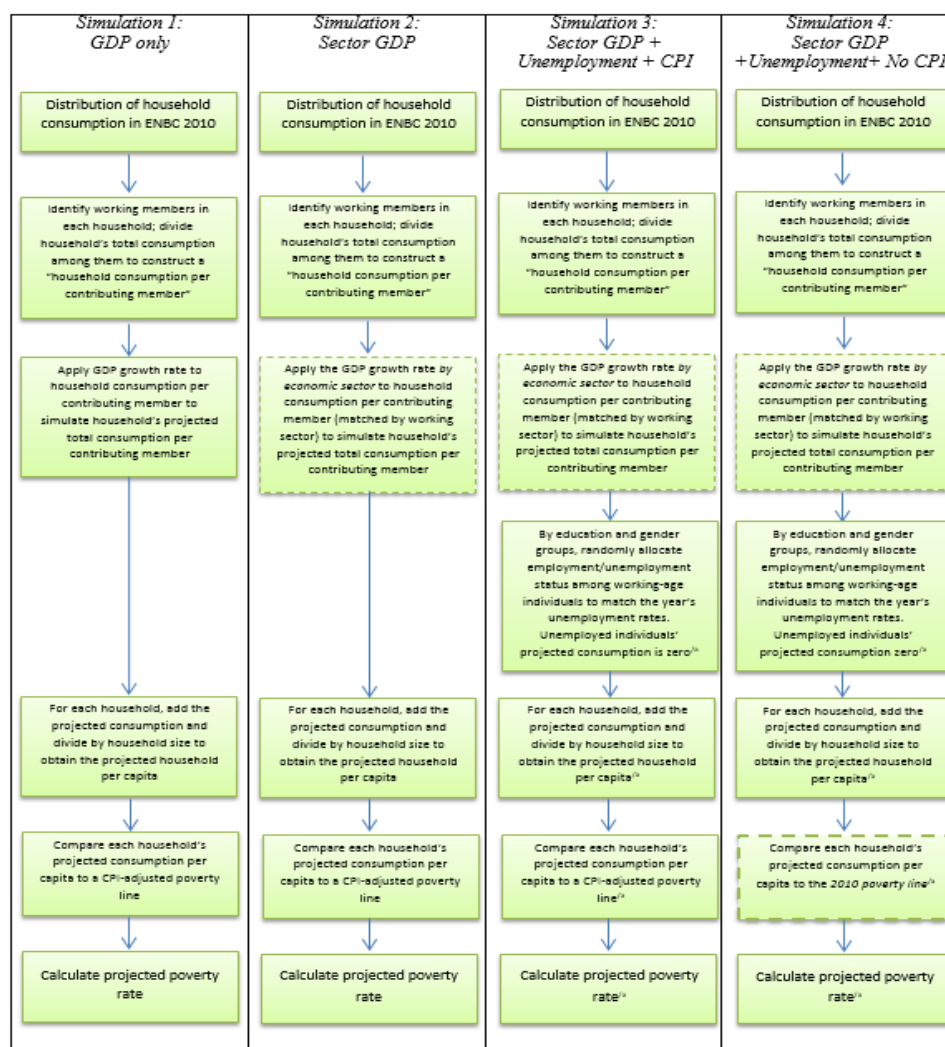 Simulation 1:
GDP only
Distribution of household
consumption in ENBC 2010
Identify working members in
each household; divide
household's total consumption
among them to construct a
"household consumption per
contributing member"
Apply GDP growth rate to
household consumption per
contributing member to
simulate household's projected
total consumption per
contributing member
For each household, add the
projected consumption and
divide by household size to
obtain the projected household
per capita
Compare each household's
projected consumption per
capita to a CPI-adjusted poverty
line
Calculate projected poverty
rate
Simulation 2:
Sector GDP
Distribution of household
consumption in ENBC 2010
Identify working members in
each household; divide
household's total consumption
among them to construct a
"household consumption per
contributing member"
Apply the GDP growth rate by
economic sector to household
consumption per contributing
member (matched by working
sector) to simulate household's
projected total consumption per
contributing member
For each household, add the
projected consumption and
divide by household size to
obtain the projected household
per capita
Compare each household's
projected consumption per
capita to a CPI-adjusted poverty
line
Calculate projected poverty
rate
Simulation 3:
Sector GDP +
Unemployment + CPI
Distribution of household
consumption in ENBC 2010
Identify working members in
each household; divide
household's total consumption
among them to construct a
"household consumption per
contributing member"
Apply the GDP growth rate by
economic sector to household
consumption per contributing
member (matched by working
sector) to simulate household's
projected total consumption per
contributing member
By education and gender
groups, randomly allocate
employment/unemployment
status among working-age
individuals to match the year's
unemployment rates.
Unemployed individuals'
projected consumption is zero/a
For each household, add the
projected consumption and
divide by household size to
obtain the projected household
per capita/a
Compare each household's
projected consumption per
capita to a CPI-adjusted poverty
line/a
Calculate projected poverty
rate/a
Simulation 4:
Sector GDP
+Unemployment+ No CPI
Distribution of household
consumption in ENBC 2010
Identify working members in
each household; divide
household's total consumption
among them to construct a
"household consumption per
contributing member"
Apply the GDP growth rate by
economic sector to household
consumption per contributing
member (matched by working
sector) to simulate household's
projected total consumption per
contributing member
By education and gender
groups, randomly allocate
employment/unemployment
status among working-age
individuals to match the year's
unemployment rates.
Unemployed individuals'
projected consumption zero/a
For each household, add the
projected consumption and
divide by household size to
obtain the projected household
per capita/a
Compare each household's
projected consumption per
capita to the 2010 poverty line/a
Calculate projected poverty
rate/a